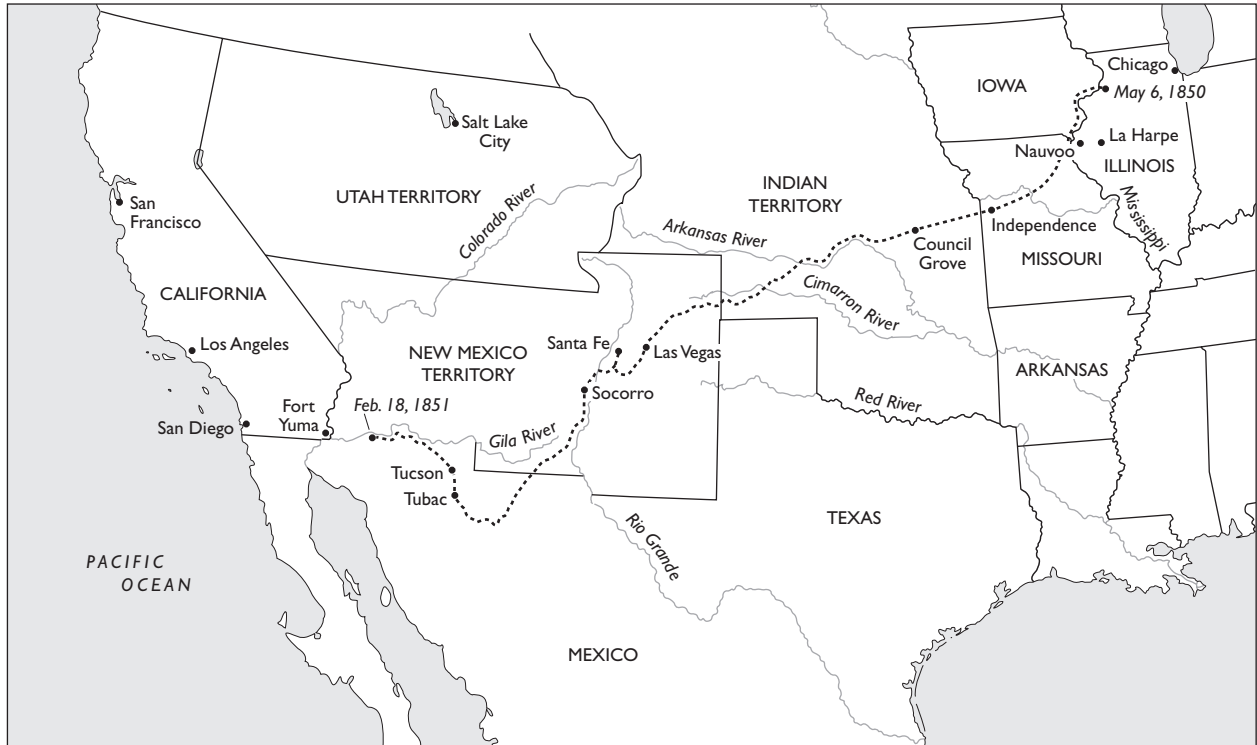 Chicago
May 6, 1850
IOWA
Salt Lake
City
La Harpe
Nauvoo
ILLINOIS
UTAH TERRITORY
INDIAN
TERRITORY
Colorado River
Mississippi
San
Francisco
Arkansas River
Independence
Council
Grove
MISSOURI
CALIFORNIA
Cimarron River
Los Angeles
Santa Fe
Las Vegas
NEW MEXICO
TERRITORY
ARKANSAS
Socorro
Red River
Feb. 18, 1851
Fort
Yuma
San Diego
Gila River
Tucson
Tubac
TEXAS
Rio Grande
PACIFIC
OCEAN
MEXICO